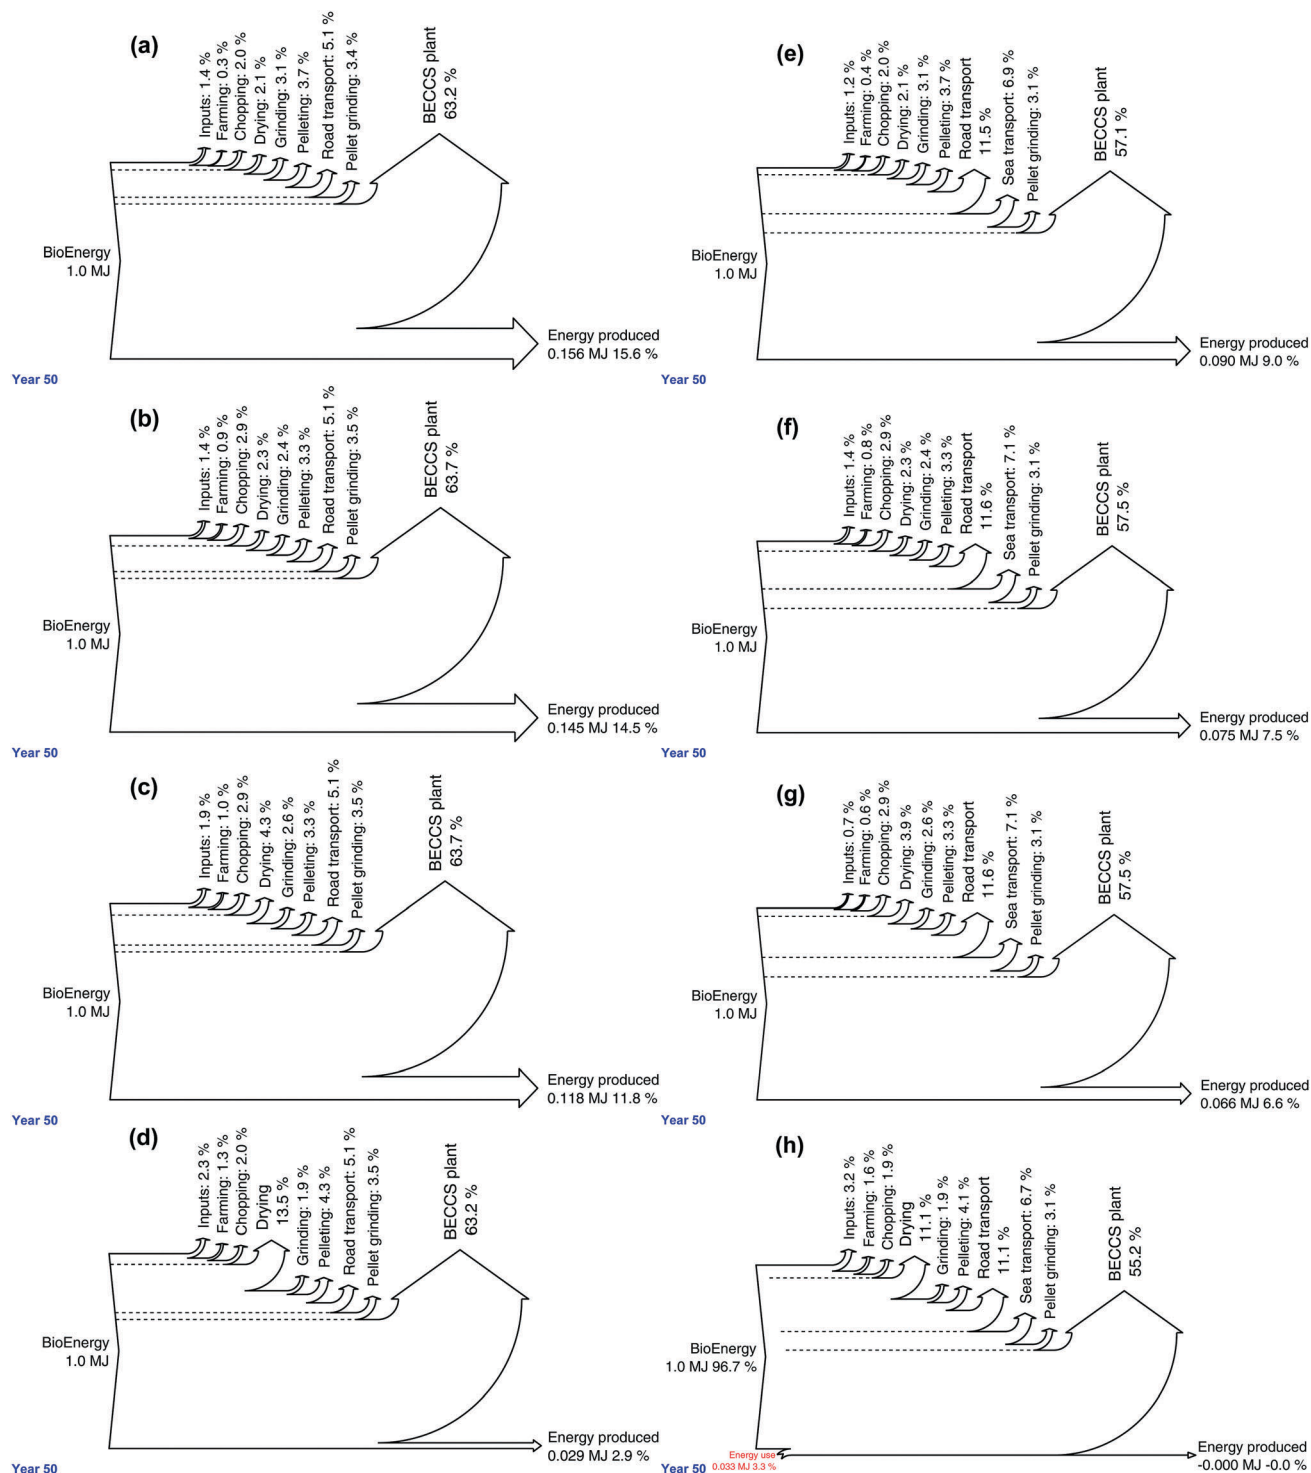 (a)
Inputs: 1.4 %
Farming: 0.3 %
Chopping: 2.0 %
Drying: 2.1 %
Grinding: 3.1 %
Pelleting: 3.7 %
Road transport: 5.1 %
Pellet grinding: 3.4 %
BECCS plant
63.2 %
BioEnergy
1.0 MJ
Energy produced
0.156 MJ 15.6 %
Year 50
(b)
Inputs: 1.4 %
Farming: 0.9 %
Chopping: 2.9 %
Drying: 2.3 %
Grinding: 2.4 %
Pelleting: 3.3 %
Road transport: 5.1 %
Pellet grinding: 3.5 %
BECCS plant
63.7 %
BioEnergy
1.0 MJ
Energy produced
0.145 MJ 14.5 %
Year 50
(c)
Inputs: 1.9 %
Farming: 1.0 %
Chopping: 2.9 %
Drying: 4.3 %
Grinding: 2.6 %
Pelleting: 3.3 %
Road transport: 5.1 %
Pellet grinding: 3.5 %
BECCS plant
63.7 %
BioEnergy
1.0 MJ
Energy produced
0.118 MJ 11.8 %
Year 50
(d)
Inputs: 2.3 %
Farming: 1.3 %
Chopping: 2.0 %
Drying
13.5 %
Grinding: 1.9 %
Pelleting: 4.3 %
Road transport: 5.1 %
Pellet grinding: 3.5 %
BECCS plant
63.2 %
BioEnergy
1.0 MJ
Energy produced
0.029 MJ 2.9 %
Year 50
(e)
Inputs: 1.2 %
Farming: 0.4 %
Chopping: 2.0 %
Drying: 2.1 %
Grinding: 3.1 %
Pelleting: 3.7 %
Road transport
11.5 %
Sea transport: 6.9 %
Pellet grinding: 3.1 %
BECCS plant
57.1 %
BioEnergy
1.0 MJ
Energy produced
0.090 MJ 9.0 %
Year 50
(f)
Inputs: 1.4 %
Farming: 0.8 %
Chopping: 2.9 %
Drying: 2.3 %
Grinding: 2.4 %
Pelleting: 3.3 %
Road transport
11.6 %
Sea transport: 7.1 %
Pellet grinding: 3.1 %
BECCS plant
57.5 %
BioEnergy
1.0 MJ
Energy produced
0.075 MJ 7.5 %
Year 50
(g)
Inputs: 0.7 %
Farming: 0.6 %
Chopping: 2.9 %
Drying: 3.9 %
Grinding: 2.6 %
Pelleting: 3.3 %
Road transport
11.6 %
Sea transport: 7.1 %
Pellet grinding: 3.1 %
BECCS plant
57.5 %
BioEnergy
1.0 MJ
Energy produced
0.066 MJ 6.6 %
Year 50
(h)
Inputs: 3.2 %
Farming: 1.6 %
Chopping: 1.9 %
Drying
11.1 %
Grinding: 1.9 %
Pelleting: 4.1 %
Road transport
11.1 %
Sea transport: 6.7 %
Pellet grinding: 3.1 %
BECCS plant
55.2 %
BioEnergy
1.0 MJ 96.7 %
Energy use
0.033 MJ 3.3 %
Energy produced
-0.000 MJ -0.0 %
Year 50